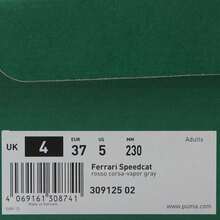 UK 4 EUR 37 US 5 MM 230
Adults
Ferrari Speedcat
rosso corsa-vapor gray
309125 02
4 069161 308741
www.puma.com